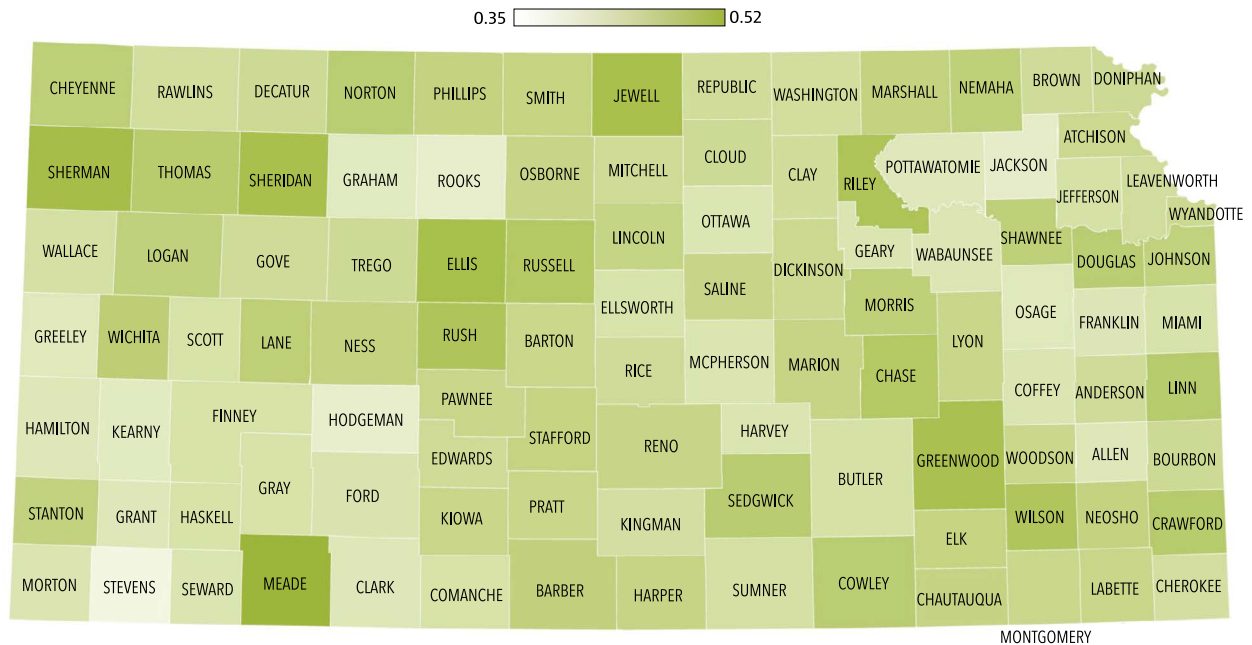 0.35 0.52
CHEYENNE RAWLINS DECATUR NORTON PHILLIPS SMITH JEWELL REPUBLIC WASHINGTON MARSHALL NEMAHA BROWN DONIPHAN
ATCHISON
SHERMAN THOMAS SHERIDAN GRAHAM ROOKS OSBORNE MITCHELL CLOUD CLAY RILEY POTTAWATOMIE JACKSON JEFFERSON LEAVENWORTH
WYANDOTTE
WALLACE LOGAN GOVE TREGO ELLIS RUSSELL LINCOLN OTTAWA DICKINSON GEARY WABAUNSEE SHAWNEE DOUGLAS JOHNSON
ELLSWORTH SALINE MORRIS
GREELEY WICHITA SCOTT LANE NESS RUSH BARTON RICE MCPHERSON MARION CHASE LYON OSAGE FRANKLIN MIAMI
COFFEY ANDERSON LINN
HAMILTON KEARNY FINNEY HODGEMAN PAWNEE STAFFORD RENO HARVEY
EDWARDS BUTLER GREENWOOD WOODSON ALLEN BOURBON
STANTON GRANT HASKELL GRAY FORD KIOWA PRATT KINGMAN SEDGWICK ELK WILSON NEOSHO CRAWFORD
MORTON STEVENS SEWARD MEADE CLARK COMANCHE BARBER HARPER SUMNER COWLEY CHAUTAUQUA LABETTE CHEROKEE
MONTGOMERY